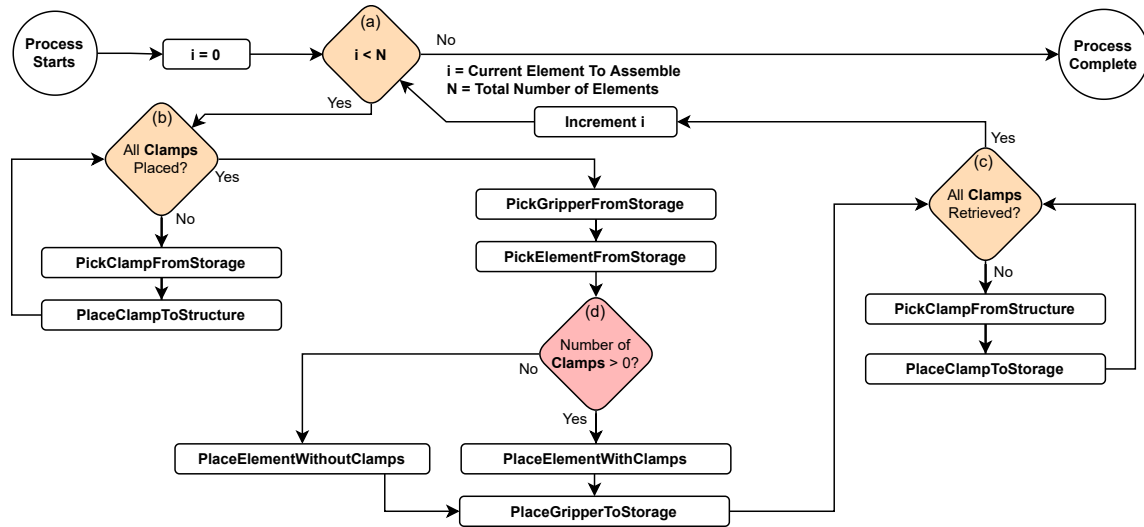 Process
Starts
i = 0
(a)
i < N
No
Process
Complete
i = Current Element To Assemble
N = Total Number of Elements
Yes
Increment i
(b)
All Clamps
Placed?
Yes
No
PickClampFromStorage
PlaceClampToStructure
PickGripperFromStorage
PickElementFromStorage
(d)
Number of
Clamps > 0?
No
Yes
PlaceElementWithoutClamps
PlaceElementWithClamps
PlaceGripperToStorage
Yes
(c)
All Clamps
Retrieved?
No
PickClampFromStructure
PlaceClampToStorage